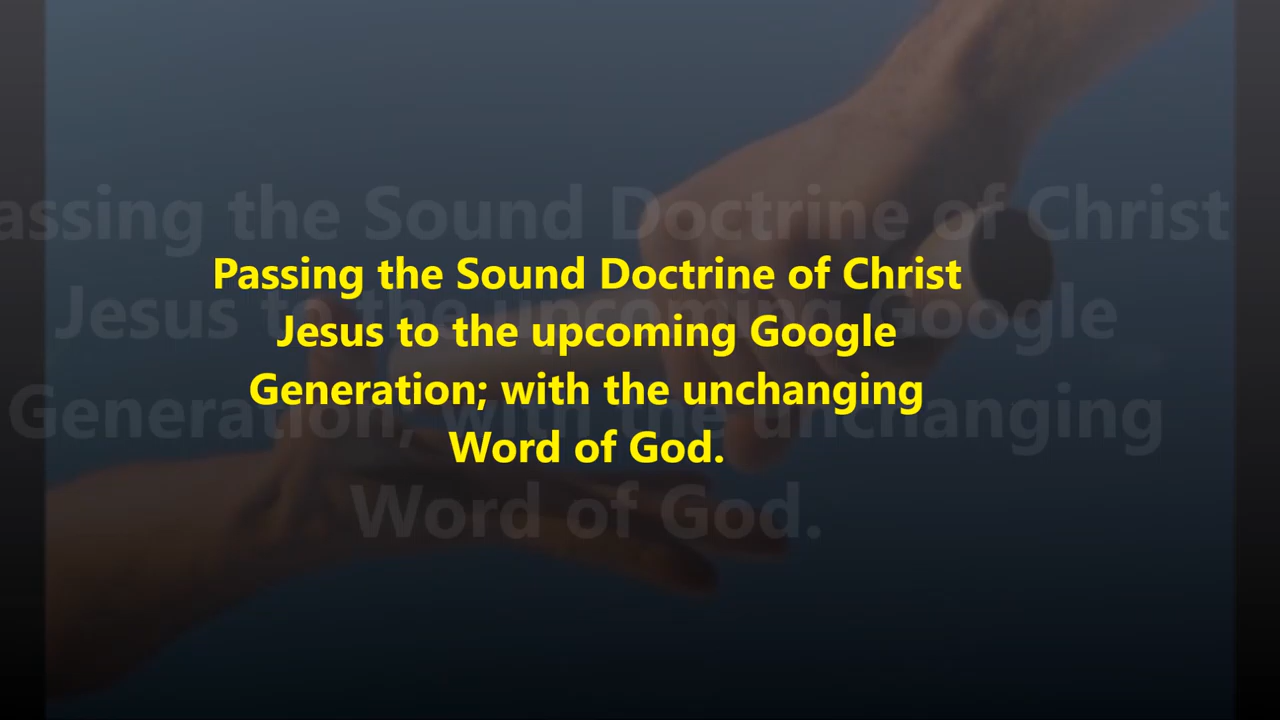 Passing the Sound Doctrine of Christ
Jesus to the upcoming Google
Generation; with the unchanging
Word of God.